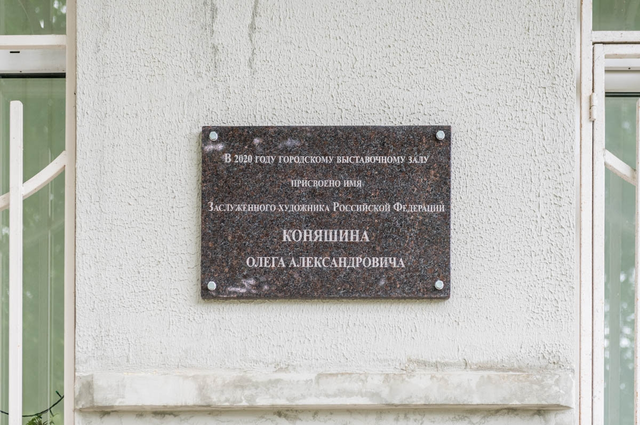 В 2020 ГОДУ ГОРОДСКОМУ ВЫСТАВОЧНОМУ ЗАЛУ
ПРИСВОЕНО ИМЯ
ЗАСЛУЖЕННОГО ХУДОЖНИКА РОССИЙСКОЙ ФЕДЕРАЦИИ
КОНЯШИНА
ОЛЕГА АЛЕКСАНДРОВИЧА